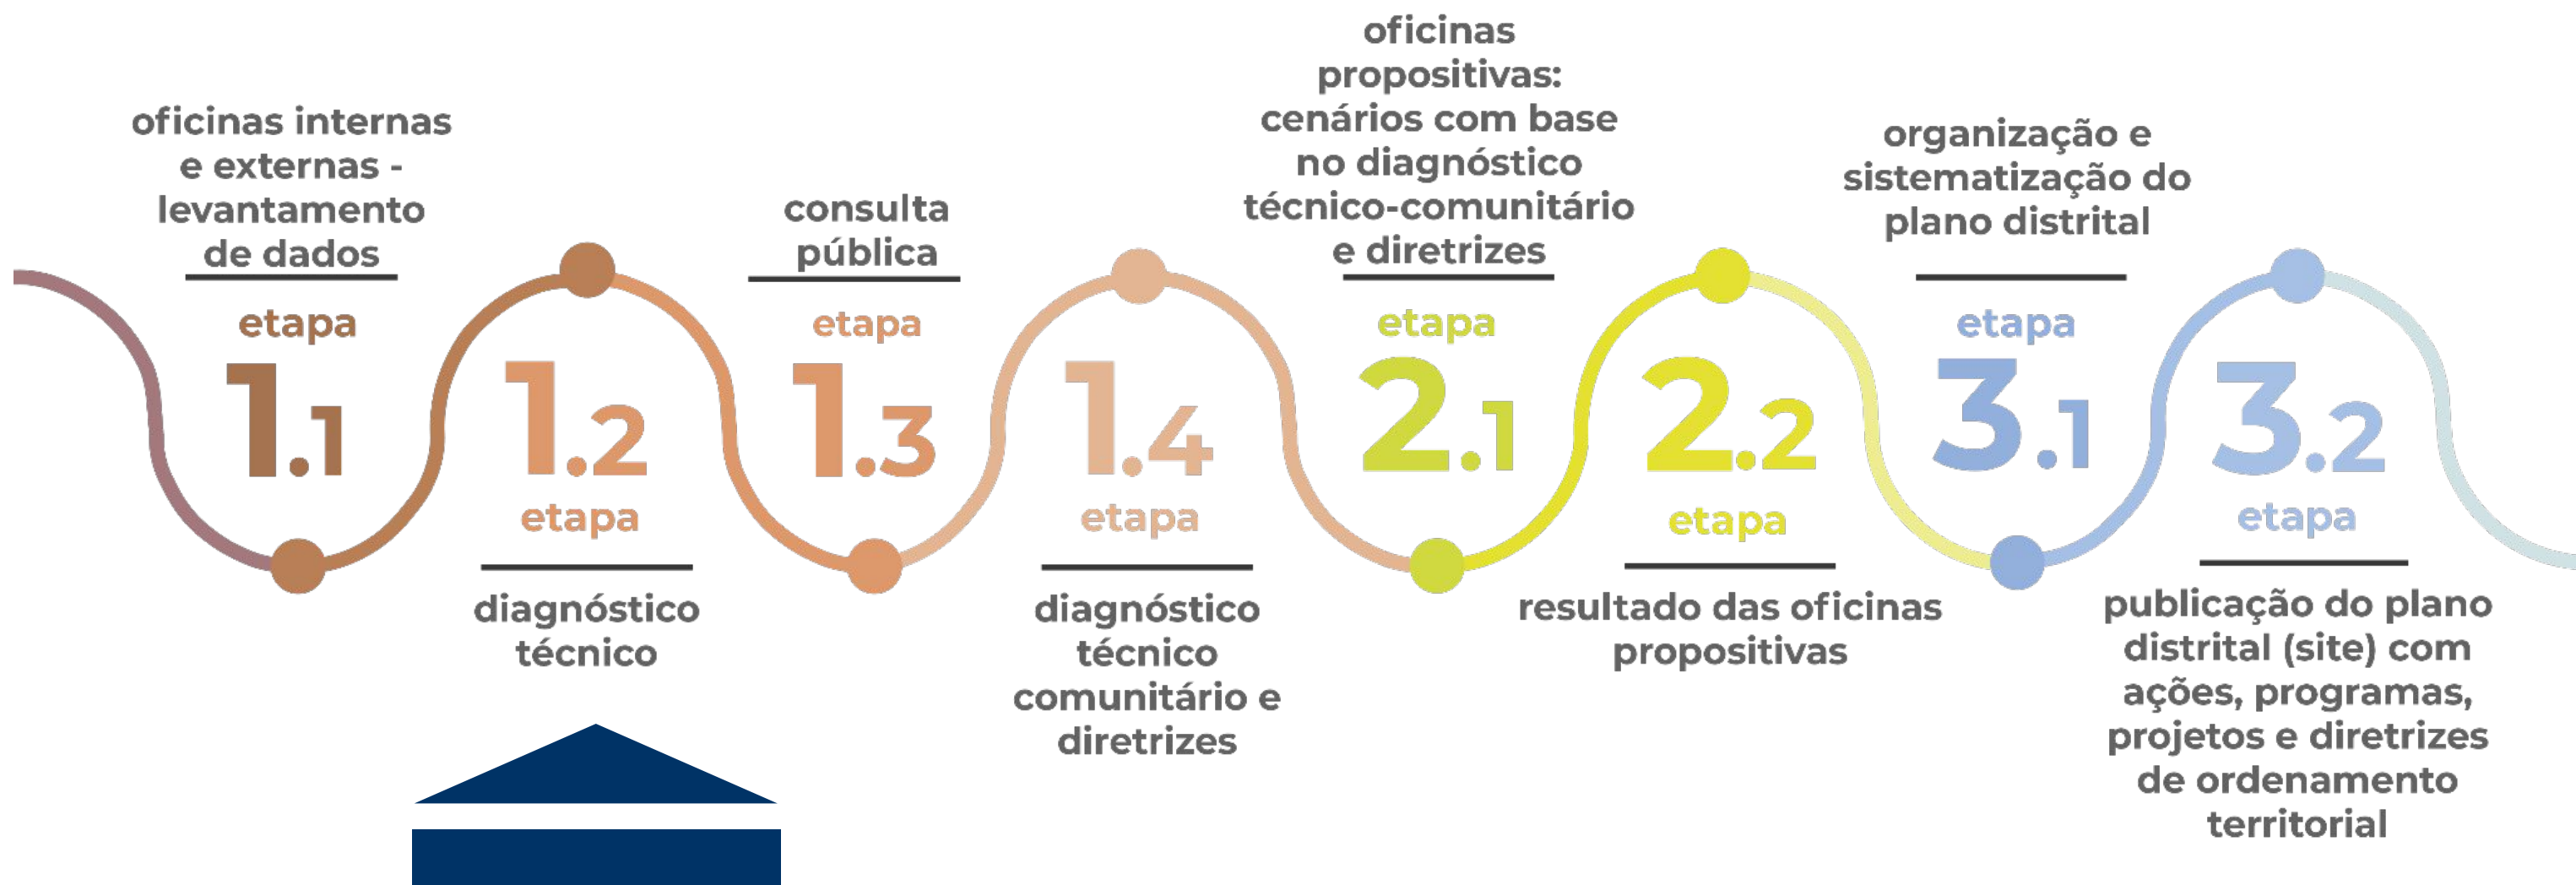 oficinas internas
e externas -
levantamento
de dados
etapa
1.1
1.2
etapa
diagnóstico
técnico
consulta
pública
etapa
1.3
1.4
etapa
diagnóstico
técnico
comunitário e
diretrizes
oficinas
propositivas:
cenários com base
no diagnóstico
técnico-comunitário
e diretrizes
etapa
2.1
2.2
etapa
resultado das oficinas
propositivas
organização e
sistematização do
plano distrital
etapa
3.1
3.2
etapa
publicação do plano
distrital (site) com
ações, programas,
projetos e diretrizes
de ordenamento
territorial